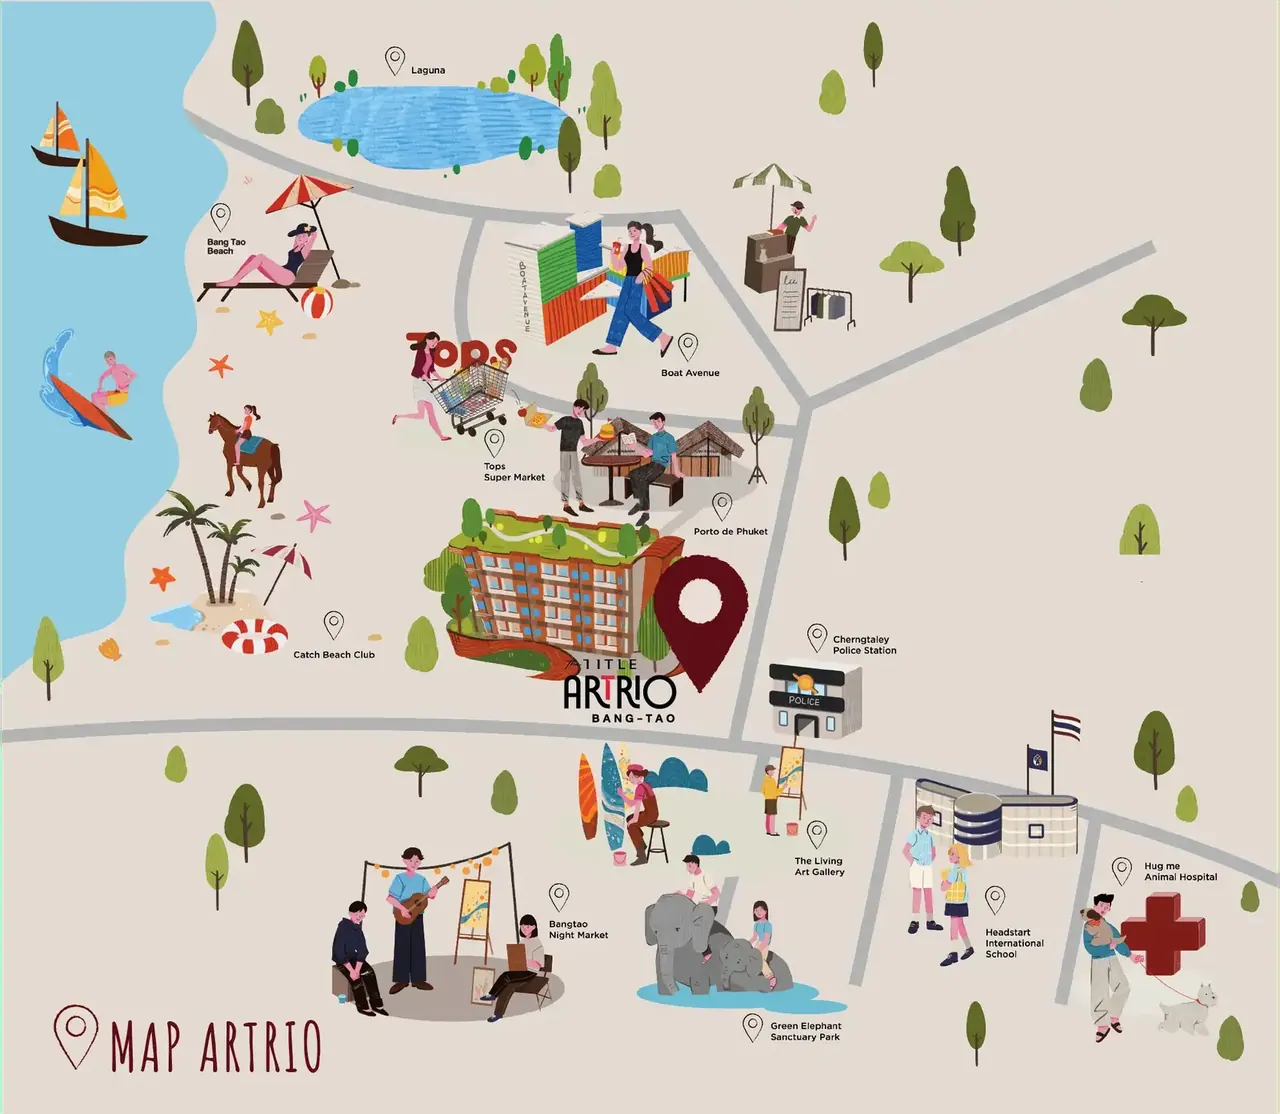 Laguna
Bang Tao
Beach
BOAT AVENUE
Boat Avenue
Tops
Tops
Super Market
Porto de Phuket
The TITLE
ARTRIO
BANG-TAO
Catch Beach Club
Cherngtaley
Police Station
POLICE
The Living
Art Gallery
Bangtao
Night Market
Headstart
International
School
Hug me
Animal Hospital
Green Elephant
Sanctuary Park
MAP ARTRIO